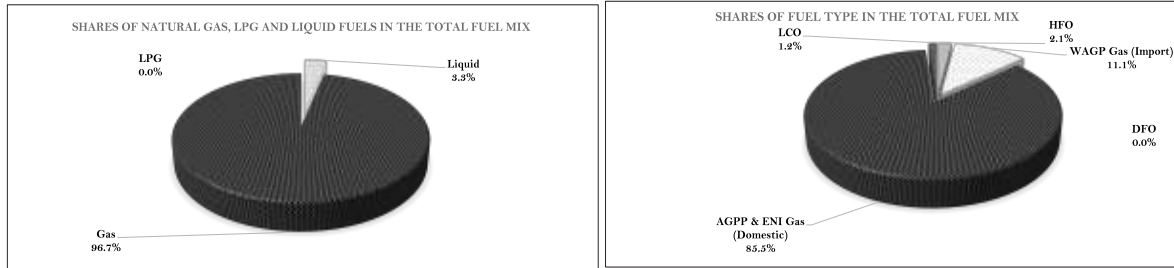 SHARES OF NATURAL GAS, LPG AND LIQUID FUELS IN THE TOTAL FUEL MIX
LPG
0.0%
Liquid
3.3%
Gas
96.7%
SHARES OF FUEL TYPE IN THE TOTAL FUEL MIX
LCO
1.2%
HFO
2.1%
WAGP Gas (Import)
11.1%
DFO
0.0%
AGPP & ENI Gas
(Domestic)
85.5%